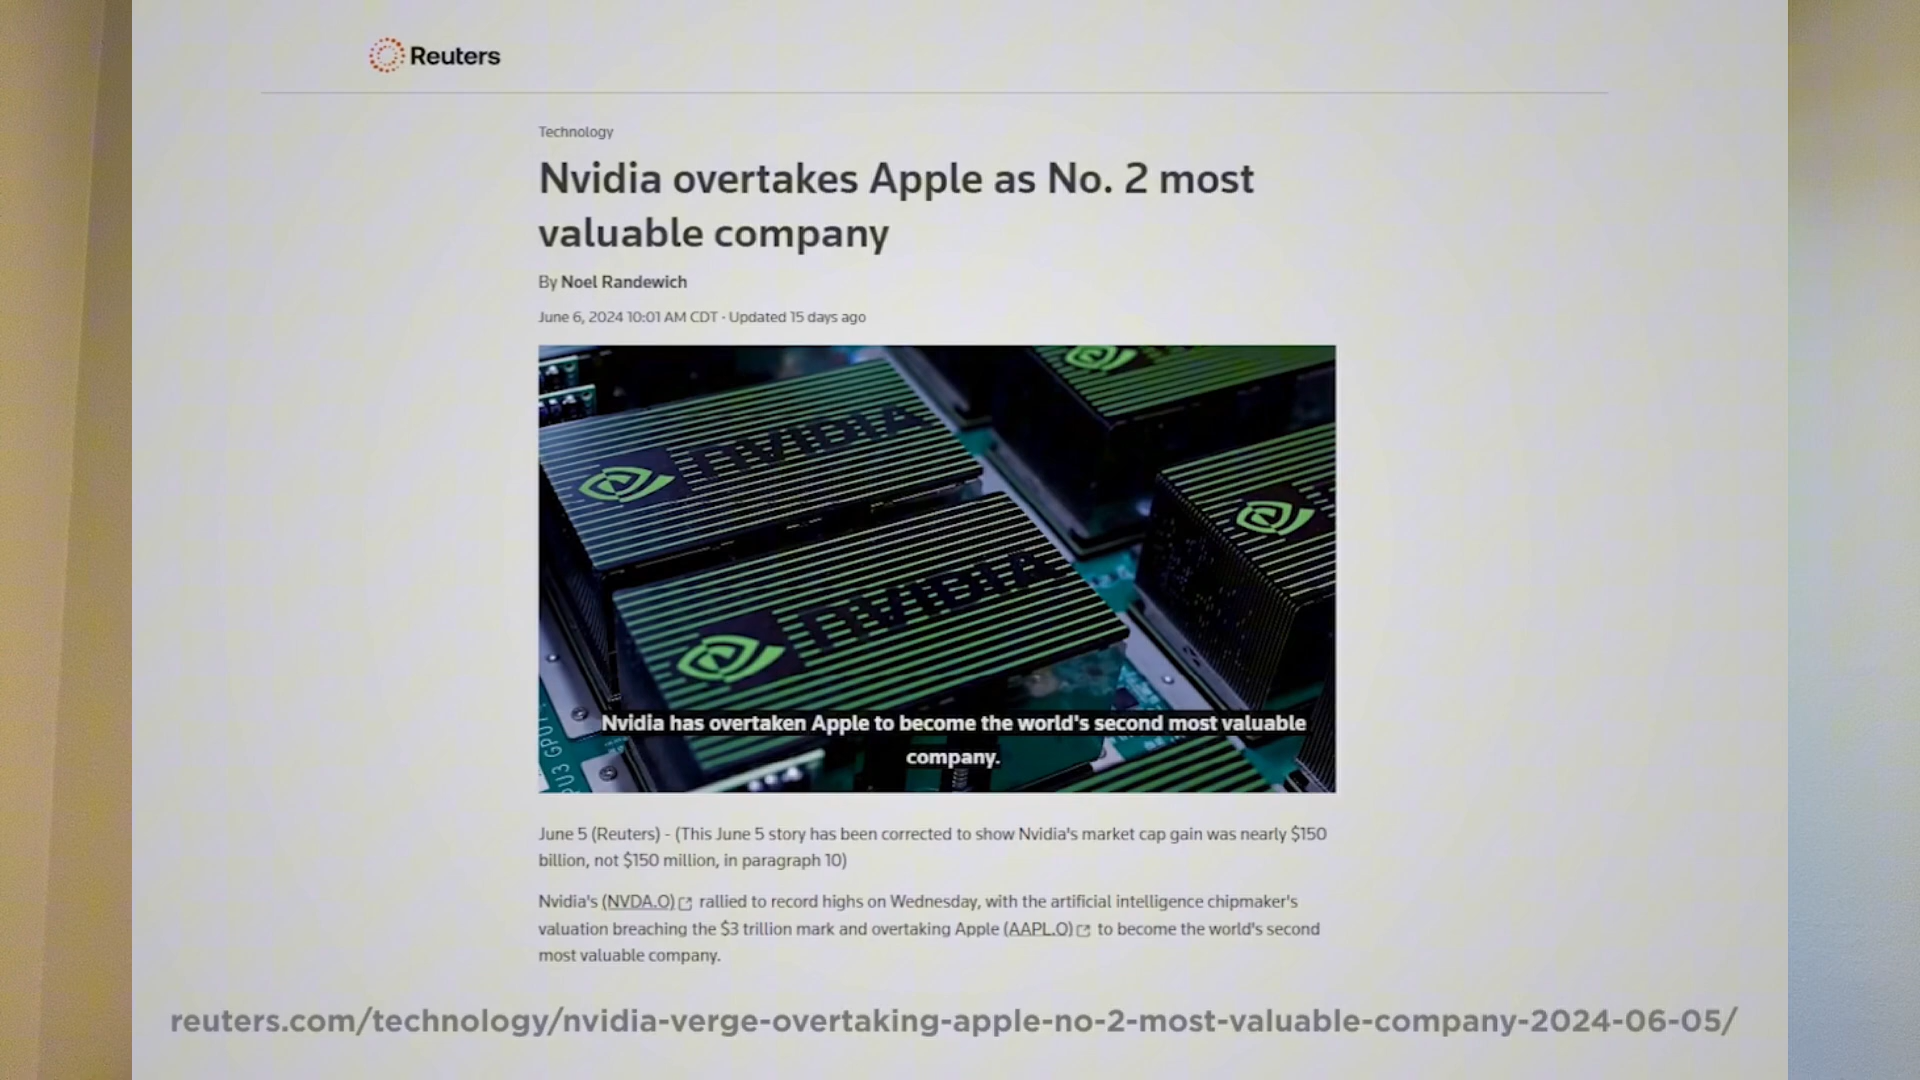 Reuters
Technology
Nvidia overtakes Apple as No. 2 most
valuable company
By Noel Randewich
June 6, 2024 10:01 AM CDT · Updated 15 days ago
NVIDIA
NVIDIA
Nvidia has overtaken Apple to become the world's second most valuable
company.
June 5 (Reuters) - (This June 5 story has been corrected to show Nvidia's market cap gain was nearly $150
billion, not $150 million, in paragraph 10)
Nvidia's (NVDA.O) rallied to record highs on Wednesday, with the artificial intelligence chipmaker's
valuation breaching the $3 trillion mark and overtaking Apple (AAPL.O) to become the world's second
most valuable company.
reuters.com/technology/nvidia-verge-overtaking-apple-no-2-most-valuable-company-2024-06-05/